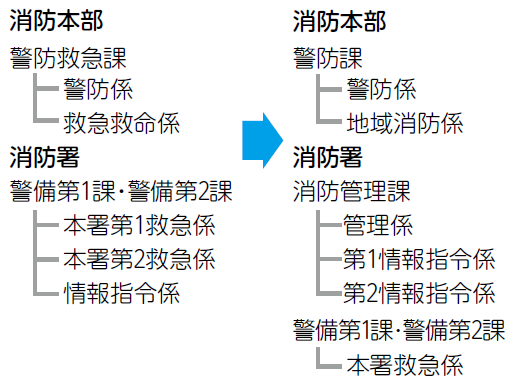 消防本部
警防救急課
警防係
救急救命係
消防署
警備第1課・警備第2課
本署第1救急係
本署第2救急係
情報指令係
消防本部
警防課
警防係
地域消防係
消防署
消防管理課
管理係
第1情報指令係
第2情報指令係
警備第1課・警備第2課
本署救急係